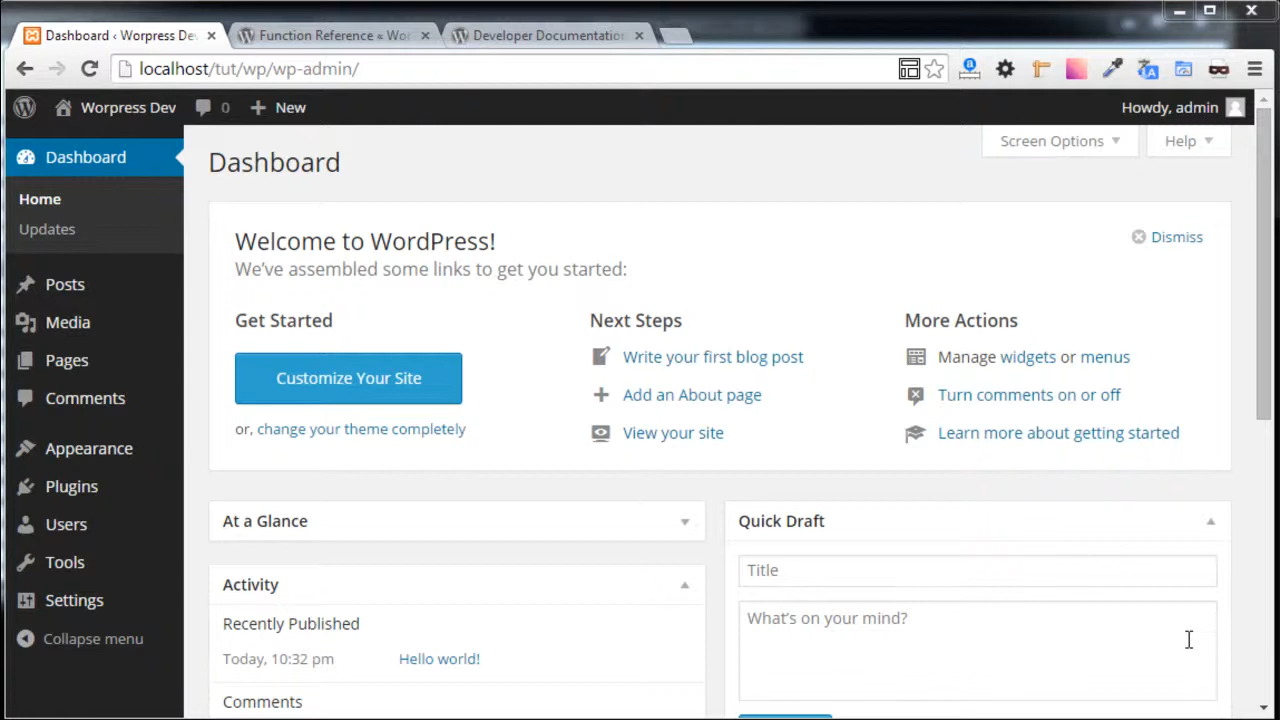 Dashboard ‹ Worpress Dev
Function Reference « Wor
Developer Documentation
localhost/tut/wp/wp-admin/
Worpress Dev 0 New Howdy, admin
Dashboard
Home
Updates
Posts
Media
Pages
Comments
Appearance
Plugins
Users
Tools
Settings
Collapse menu
Screen Options Help
Dashboard
Welcome to WordPress!
Dismiss
We've assembled some links to get you started:
Get Started
Customize Your Site
or, change your theme completely
Next Steps
Write your first blog post
Add an About page
View your site
More Actions
Manage widgets or menus
Turn comments on or off
Learn more about getting started
At a Glance
Activity
Recently Published
Today, 10:32 pm Hello world!
Comments
Quick Draft
Title
What's on your mind?